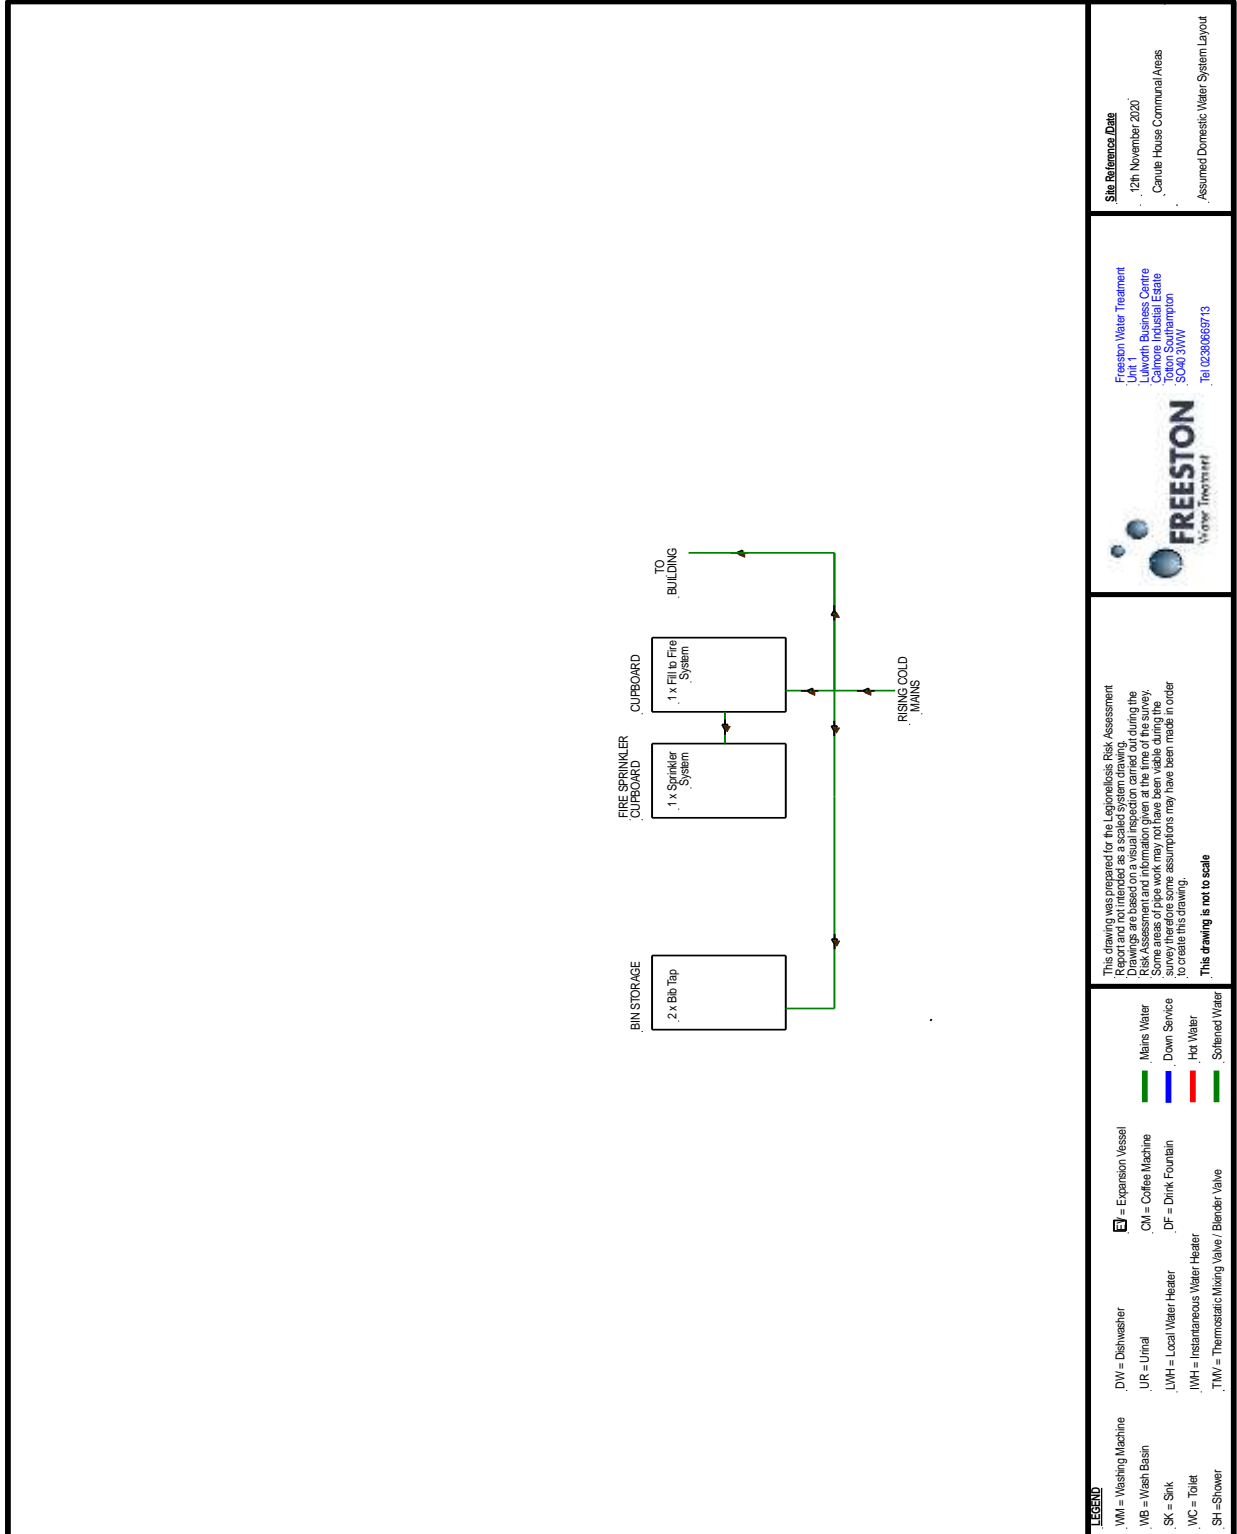 BIN STORAGE
2 x Bib Tap
FIRE SPRINKLER
CUPBOARD
1 x Sprinkler
System
CUPBOARD
1 x Fill to Fire
System
TO
BUILDING
RISING COLD
MAINS
LEGEND
WM = Washing Machine
WB = Wash Basin
SK = Sink
WC = Toilet
SH =Shower
DW = Dishwasher
UR = Urinal
LWH = Local Water Heater
IWH = Instantaneous Water Heater
TMV = Thermostatic Mixing Valve / Blender Valve
EV = Expansion Vessel
CM = Coffee Machine
DF = Drink Fountain
Mains Water
Down Service
Hot Water
Softened Water
This drawing was prepared for the Legionellosis Risk Assessment
Report and not intended as a scaled system drawing.
Drawings are based on a visual inspection carried out during the
Risk Assessment and information given at the time of the survey.
Some areas of pipe work may not have been viable during the
survey therefore some assumptions may have been made in order
to create this drawing.
This drawing is not to scale
FREESTON
Water Treatment
Freeston Water Treatment
Unit 1
Lulworth Business Centre
Calmore Industial Estate
Totton Southampton
SO40 3WW
Tel 02380669713
Site Reference /Date
12th November 2020
Canute House Communal Areas
Assumed Domestic Water System Layout